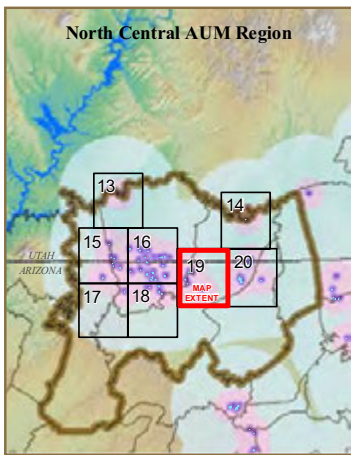 North Central AUM Region
13
14
15 16
UTAH
ARIZONA
19 20
MAP
EXTENT
17 18